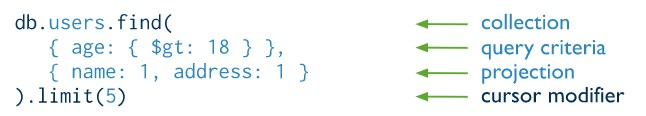 db.users.find( collection
{ age: { $gt: 18 } }, query criteria
{ name: 1, address: 1 } projection
).limit(5) cursor modifier